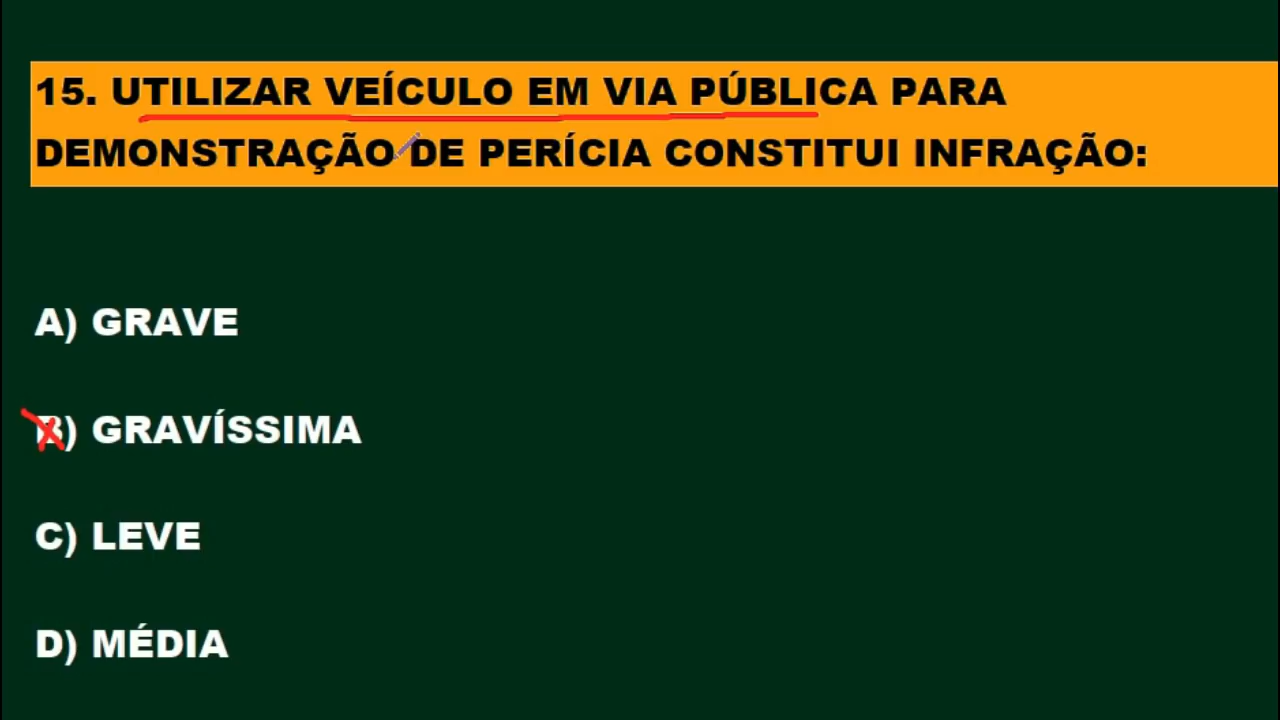 15. UTILIZAR VEÍCULO EM VIA PÚBLICA PARA
DEMONSTRAÇÃO DE PERÍCIA CONSTITUI INFRAÇÃO:
A) GRAVE
B) GRAVÍSSIMA
C) LEVE
D) MÉDIA